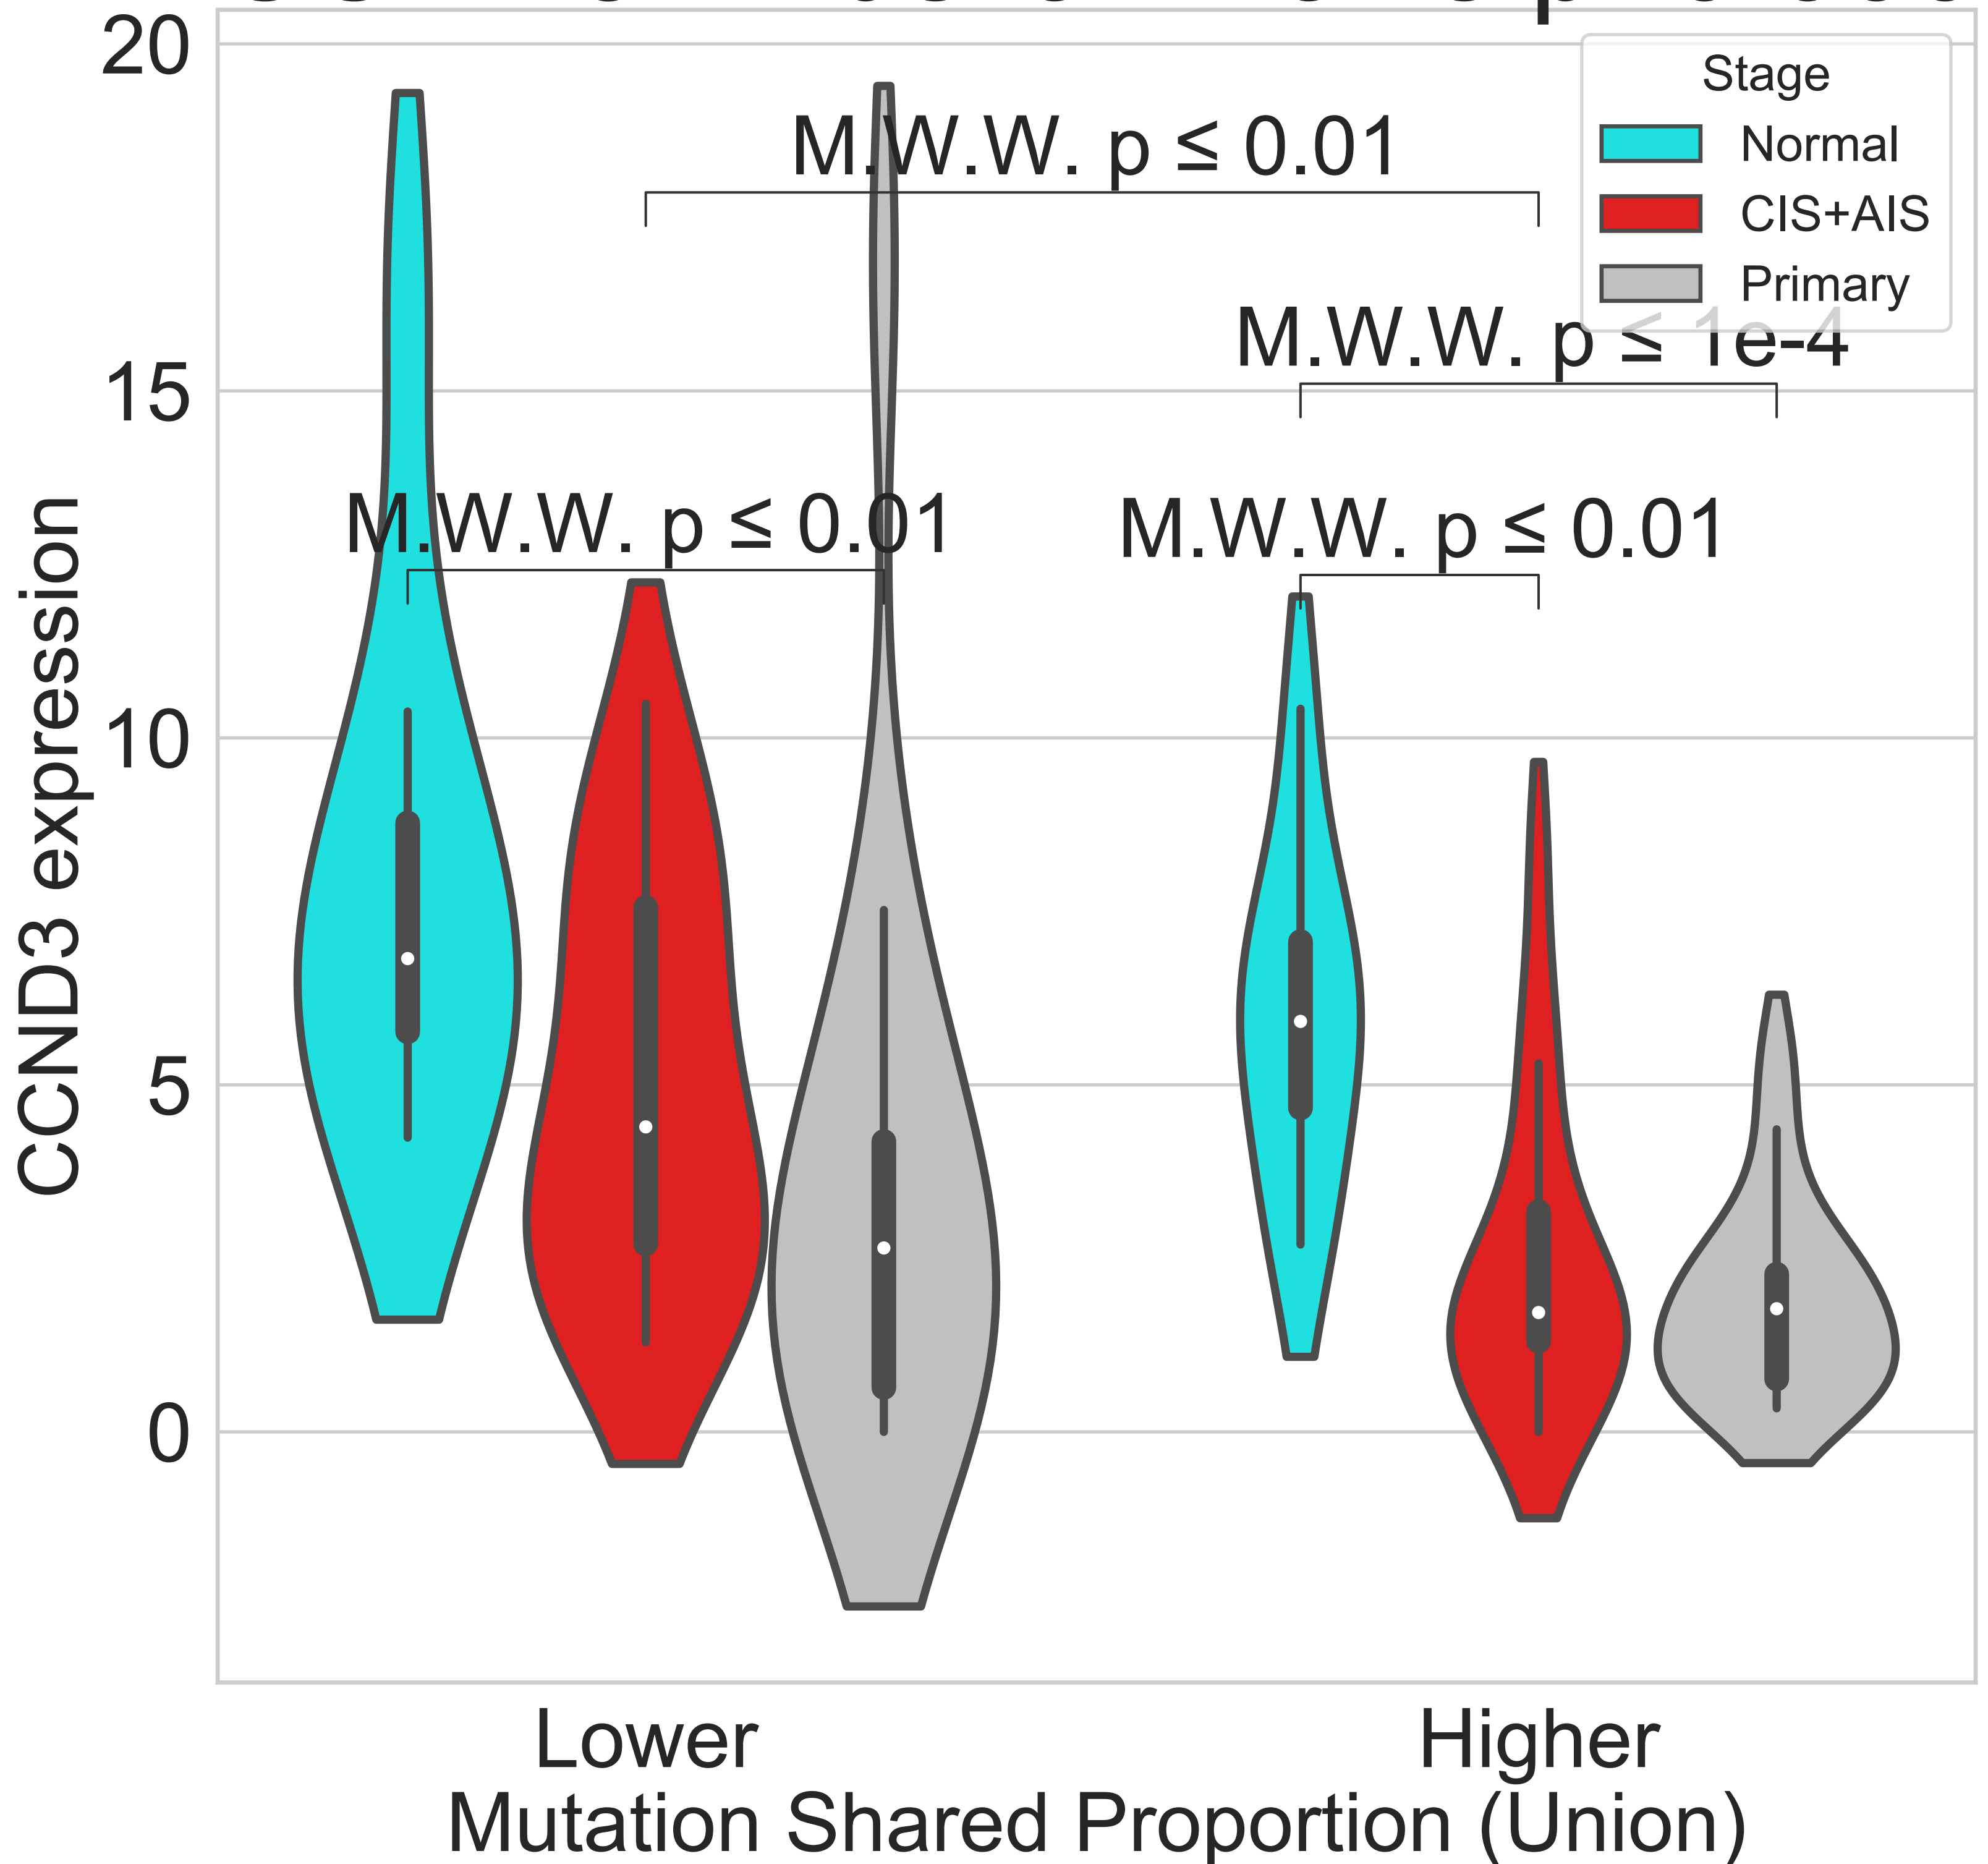 20
Stage
Normal
CIS+AIS
Primary
M.W.W. p ≤ 0.01
M.W.W. p ≤ 1e-4
15
M.W.W. p ≤ 0.01
M.W.W. p ≤ 0.01
10
5
0
CCND3 expression
Lower
Higher
Mutation Shared Proportion (Union)